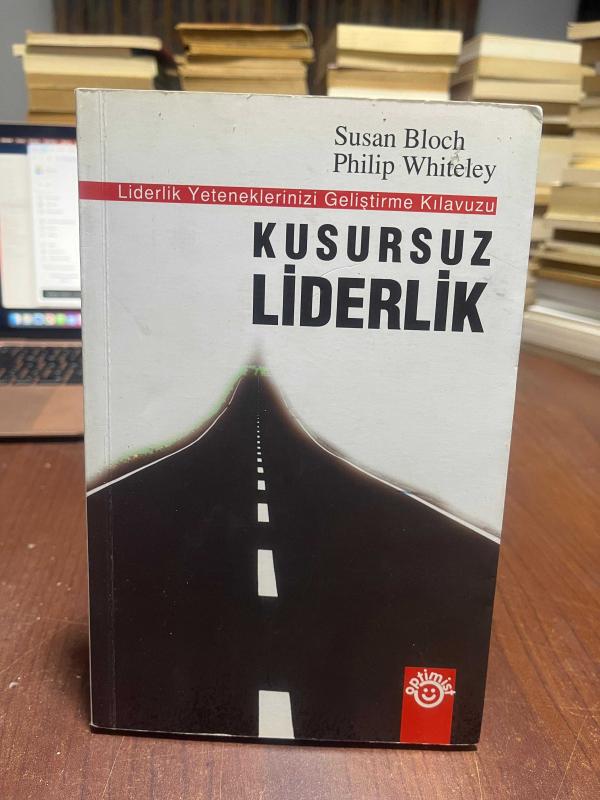 Susan Bloch
Philip Whiteley
Liderlik Yeteneklerinizi Geliştirme Kılavuzu
KUSURSUZ
LİDERLİK
optimist